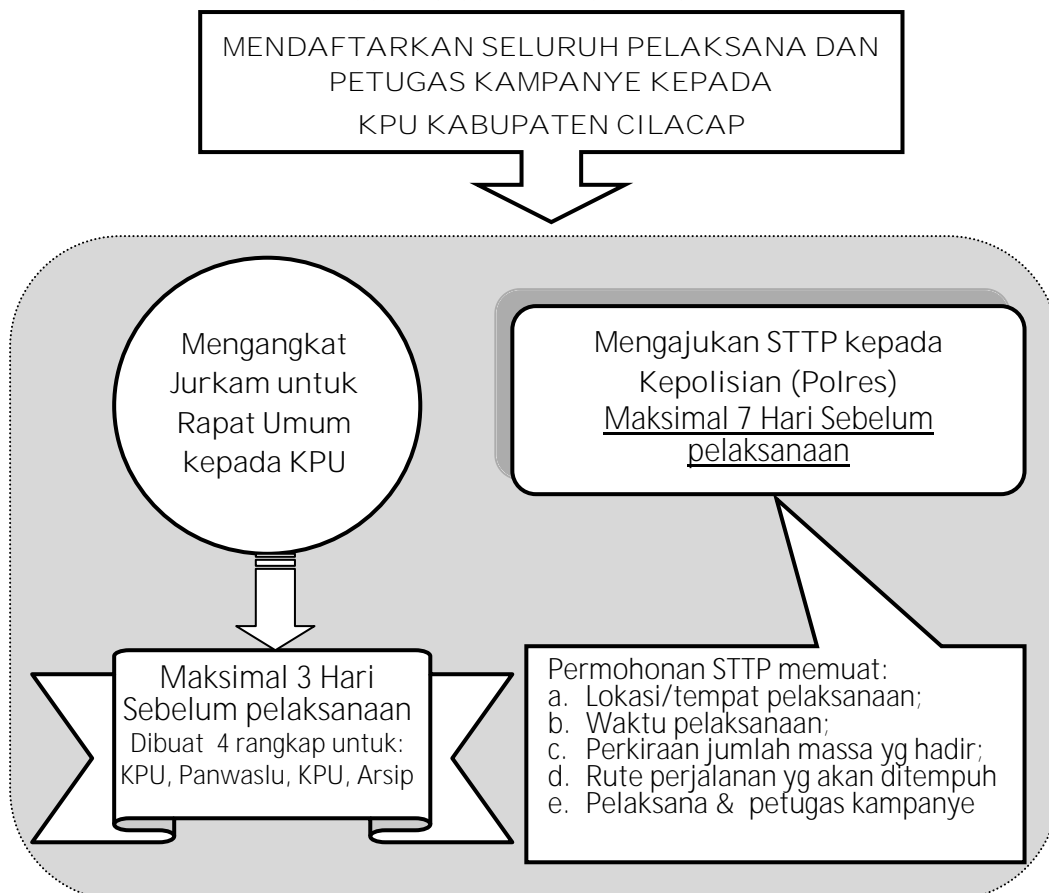 MENDAFTARKAN SELURUH PELAKSANA DAN
PETUGAS KAMPANYE KEPADA
KPU KABUPATEN CILACAP
Mengangkat
Jurkam untuk
Rapat Umum
kepada KPU
Maksimal 3 Hari
Sebelum pelaksanaan
Dibuat 4 rangkap untuk:
KPU, Panwaslu, KPU, Arsip
Mengajukan STTP kepada
Kepolisian (Polres)
Maksimal 7 Hari Sebelum
pelaksanaan
Permohonan STTP memuat:
a. Lokasi/tempat pelaksanaan;
b. Waktu pelaksanaan;
c. Perkiraan jumlah massa yg hadir;
d. Rute perjalanan yg akan ditempuh
e. Pelaksana & petugas kampanye